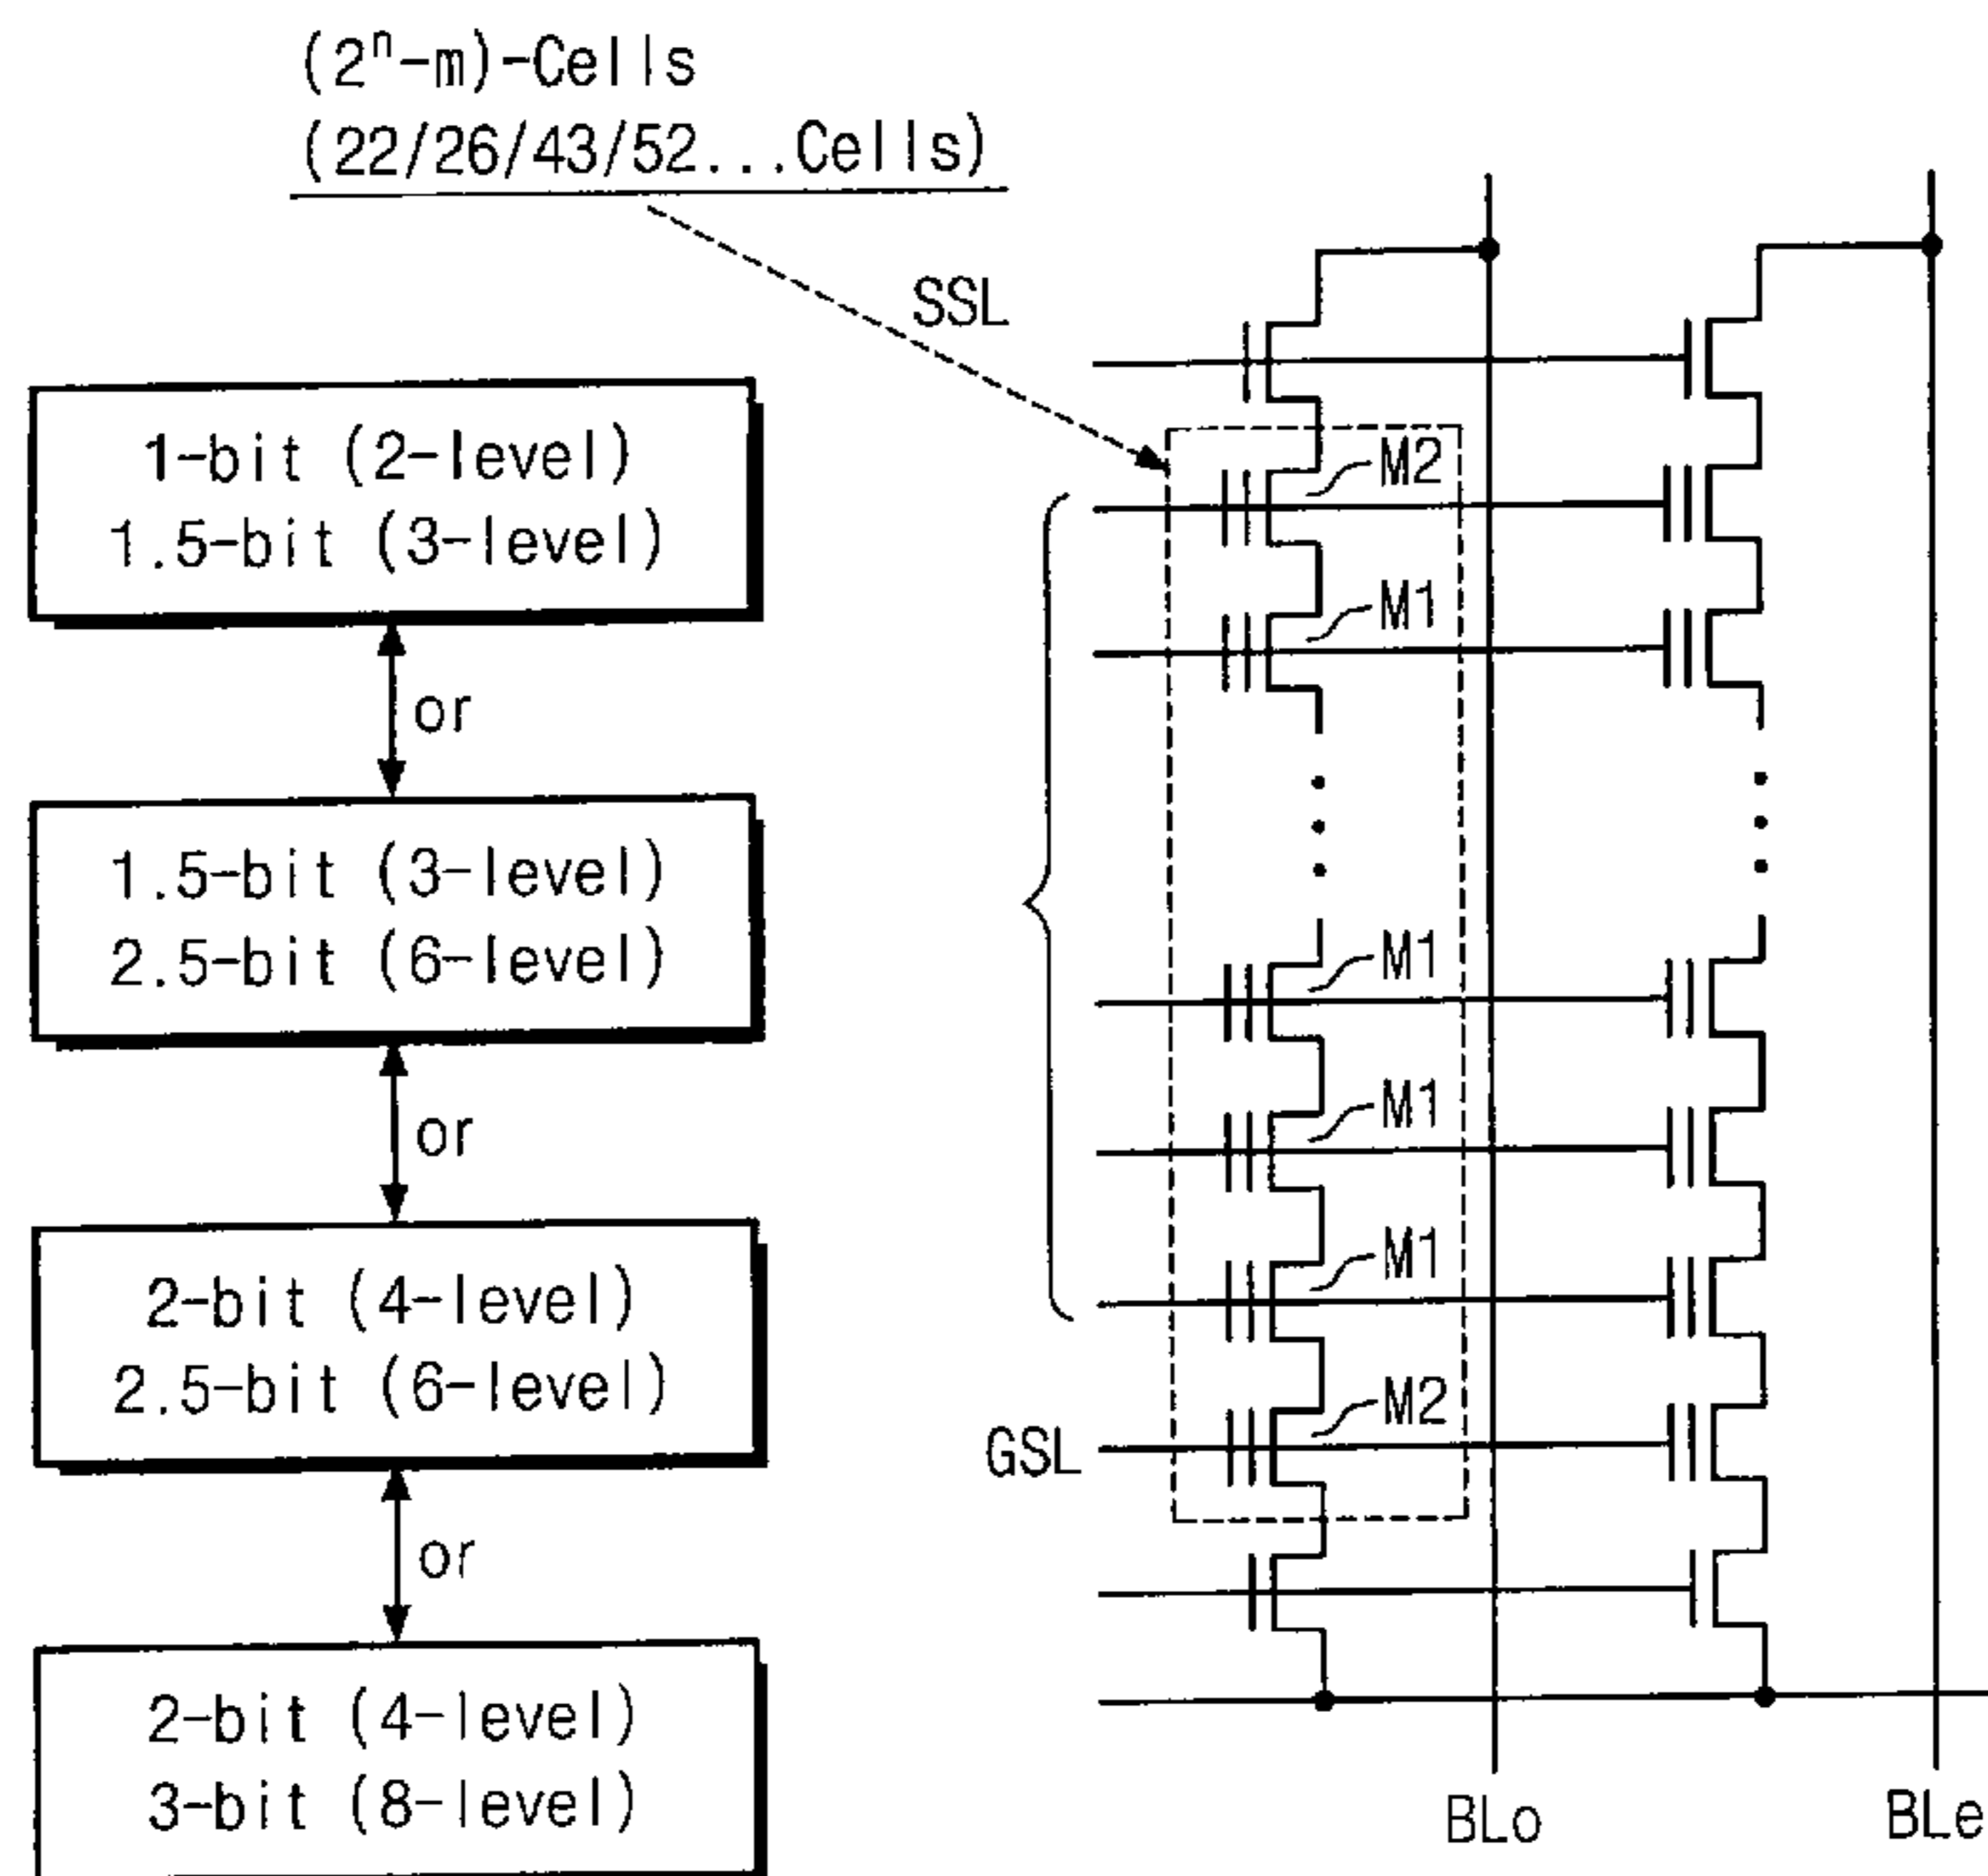 (2ⁿ-m)-Cells
(22/26/43/52...Cells)
SSL
1-bit (2-level)
1.5-bit (3-level)
or
1.5-bit (3-level)
2.5-bit (6-level)
or
2-bit (4-level)
2.5-bit (6-level)
or
2-bit (4-level)
3-bit (8-level)
M2
M1
M1
M1
M1
M2
GSL
BLo
BLe